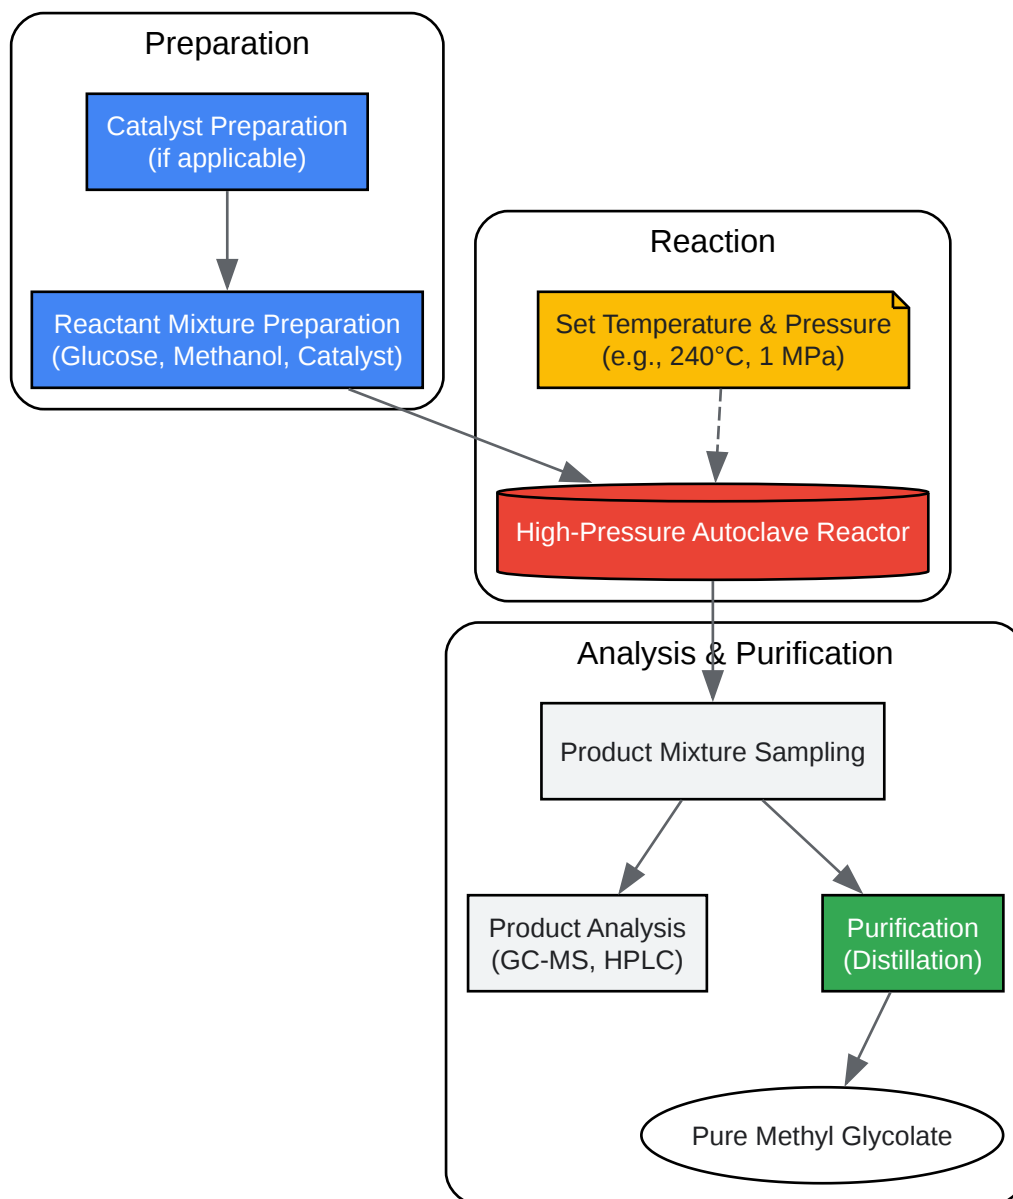 Preparation
Catalyst Preparation
(if applicable)
Reactant Mixture Preparation
(Glucose, Methanol, Catalyst)
Reaction
Set Temperature & Pressure
(e.g., 240°C, 1 MPa)
High-Pressure Autoclave Reactor
Analysis & Purification
Product Mixture Sampling
Product Analysis
(GC-MS, HPLC)
Purification
(Distillation)
Pure Methyl Glycolate